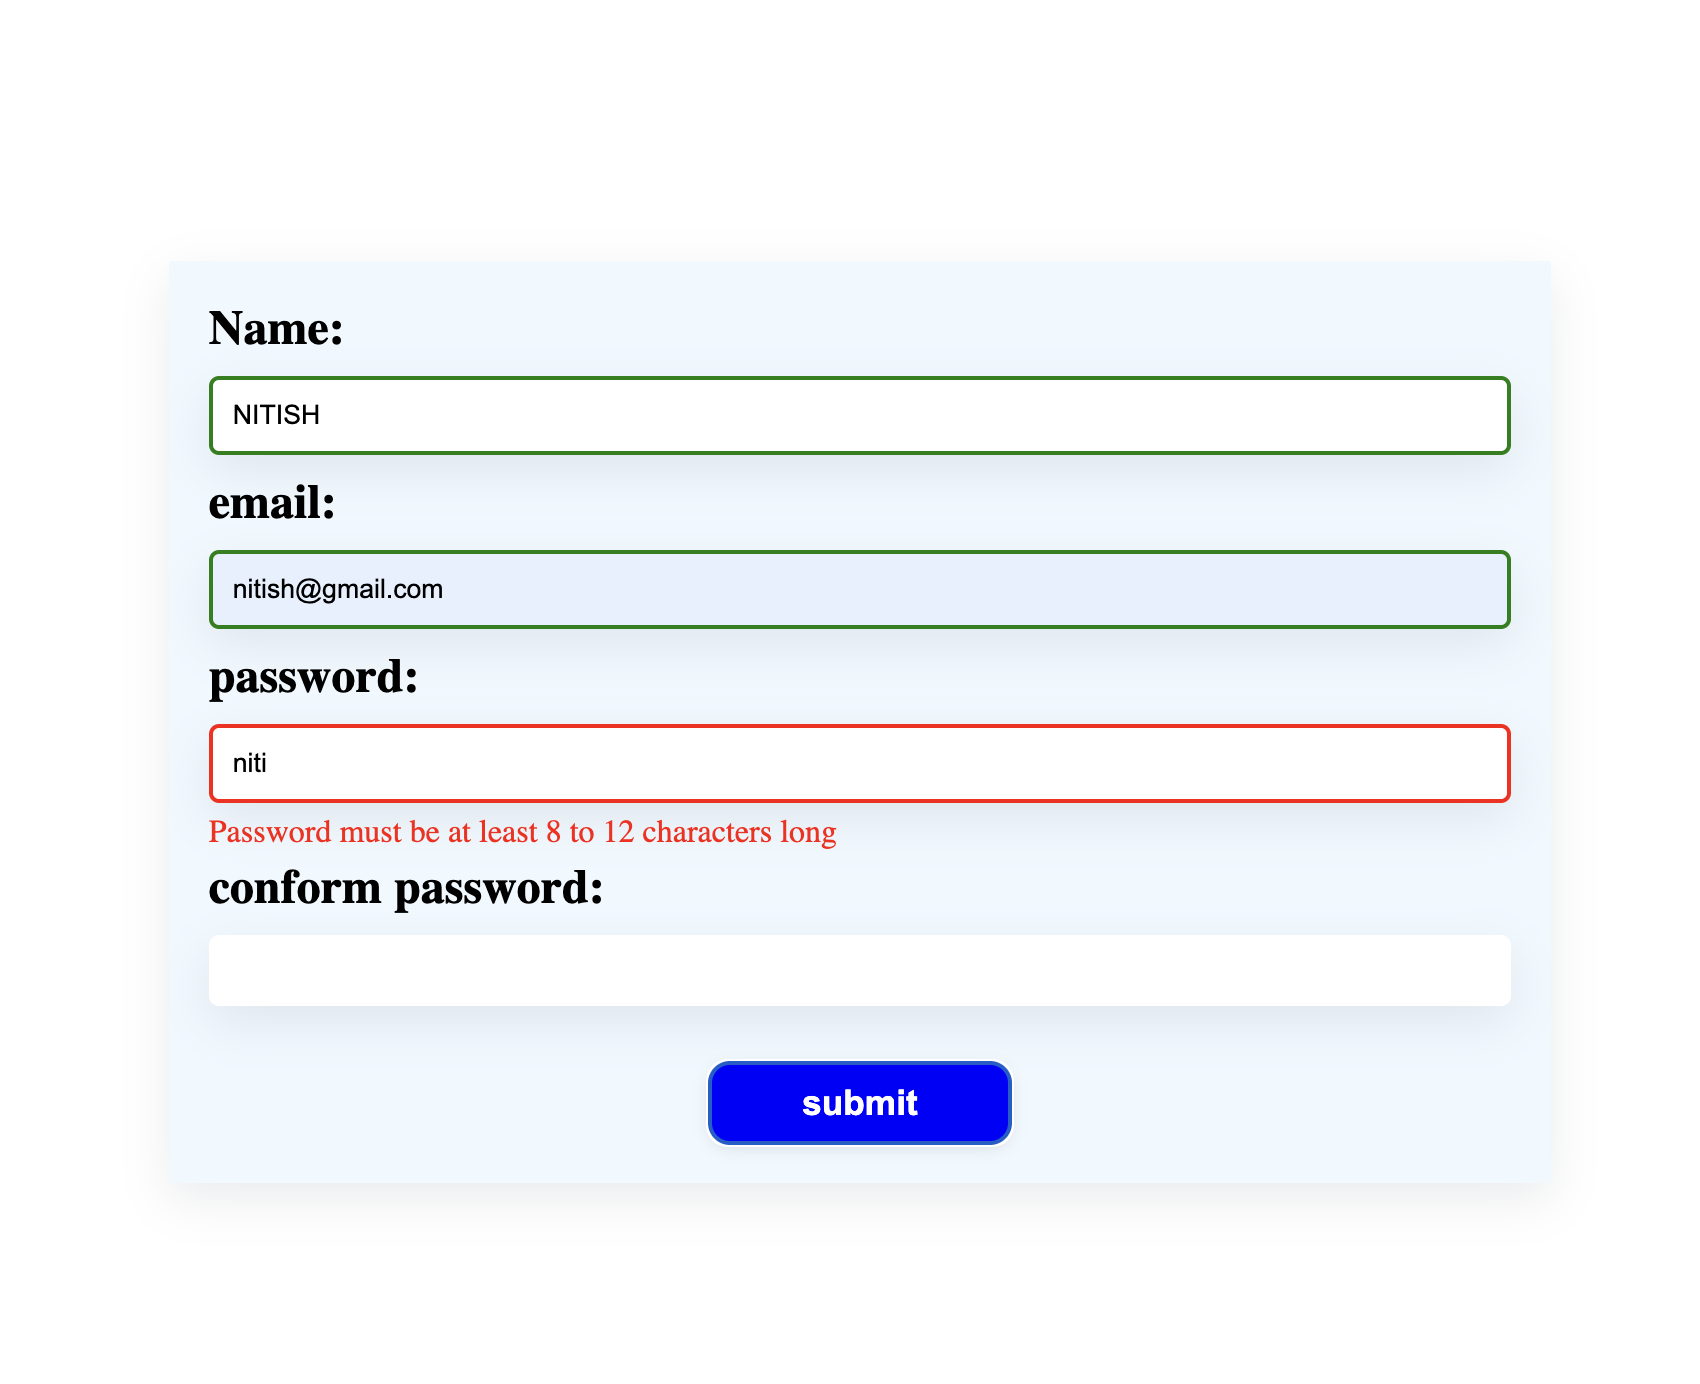 Name:
NITISH
email:
nitish@gmail.com
password:
niti
Password must be at least 8 to 12 characters long
conform password:
submit